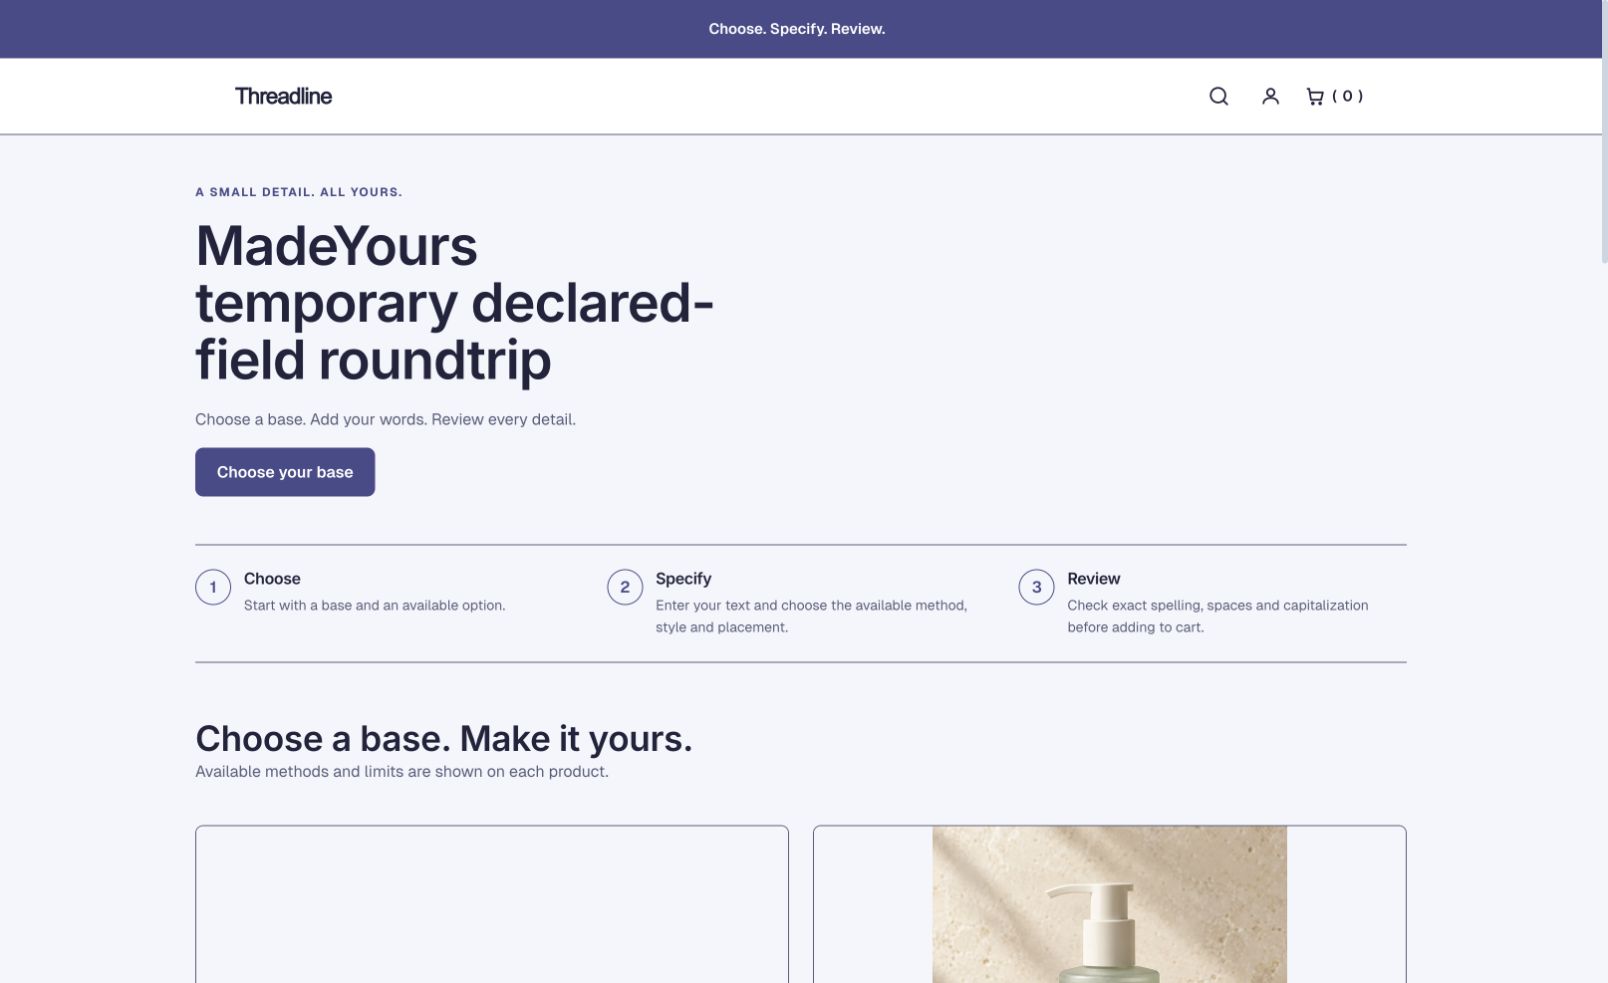 Choose. Specify. Review.
Threadline
( 0 )
A SMALL DETAIL. ALL YOURS.
MadeYours
temporary declared-
field roundtrip
Choose a base. Add your words. Review every detail.
Choose your base
1
Choose
Start with a base and an available option.
2
Specify
Enter your text and choose the available method,
style and placement.
3
Review
Check exact spelling, spaces and capitalization
before adding to cart.
Choose a base. Make it yours.
Available methods and limits are shown on each product.